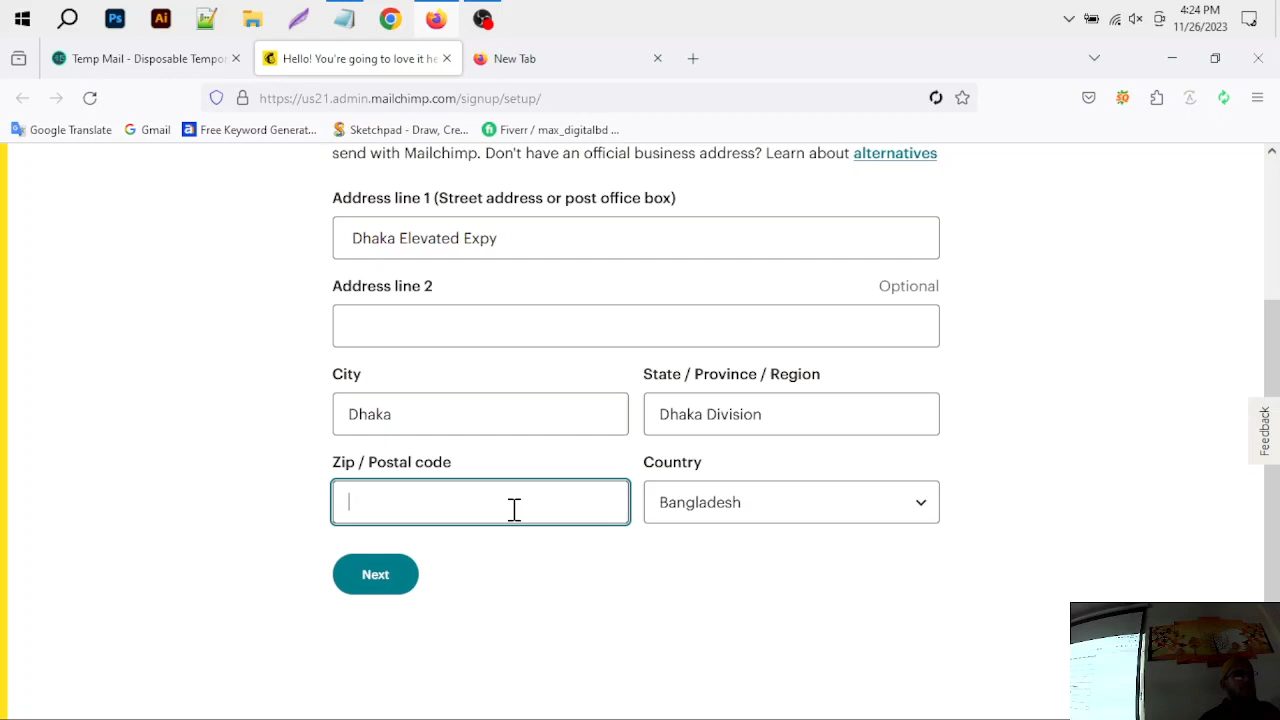 4:24 PM
11/26/2023
Temp Mail - Disposable Tempor
Hello! You're going to love it he
New Tab
https://us21.admin.mailchimp.com/signup/setup/
Google Translate
Gmail
Free Keyword Generat...
Sketchpad - Draw, Cre...
Fiverr / max_digitalbd ...
send with Mailchimp. Don't have an official business address? Learn about alternatives
Address line 1 (Street address or post office box)
Dhaka Elevated Expy
Address line 2
Optional
City
State / Province / Region
Dhaka
Dhaka Division
Zip / Postal code
Country
Bangladesh
Next
Feedback
Ps
Ai